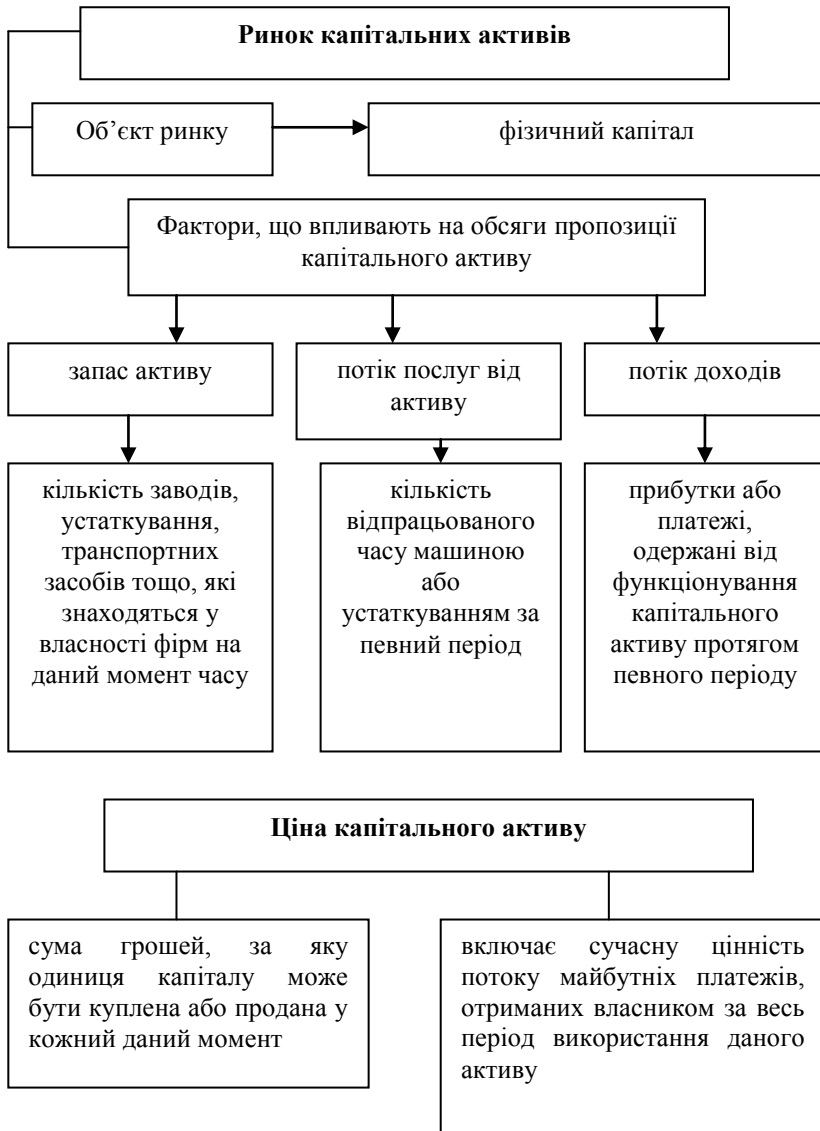 Ринок капітальних активів
Об’єкт ринку
фізичний капітал
Фактори, що впливають на обсяги пропозиції
капітального активу
запас активу
потік послуг від
активу
потік доходів
кількість заводів,
устаткування,
транспортних
засобів тощо, які
знаходяться у
власності фірм на
даний момент часу
кількість
відпрацьованого
часу машиною
або
устаткуванням за
певний період
прибутки або
платежі,
одержані від
функціонування
капітального
активу протягом
певного періоду
Ціна капітального активу
сума грошей, за яку
одиниця капіталу може
бути куплена або продана у
кожний даний момент
включає сучасну цінність
потоку майбутніх платежів,
отриманих власником за весь
період використання даного
активу